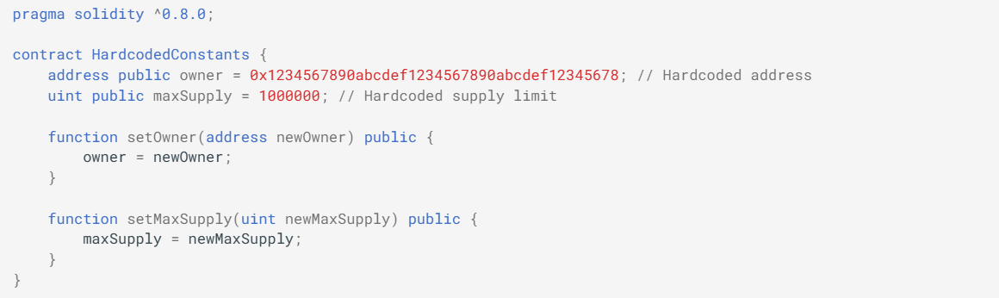 pragma solidity ^0.8.0;

contract HardcodedConstants {
    address public owner = 0x1234567890abcdef1234567890abcdef12345678; // Hardcoded address
    uint public maxSupply = 1000000; // Hardcoded supply limit

    function setOwner(address newOwner) public {
        owner = newOwner;
    }

    function setMaxSupply(uint newMaxSupply) public {
        maxSupply = newMaxSupply;
    }
}